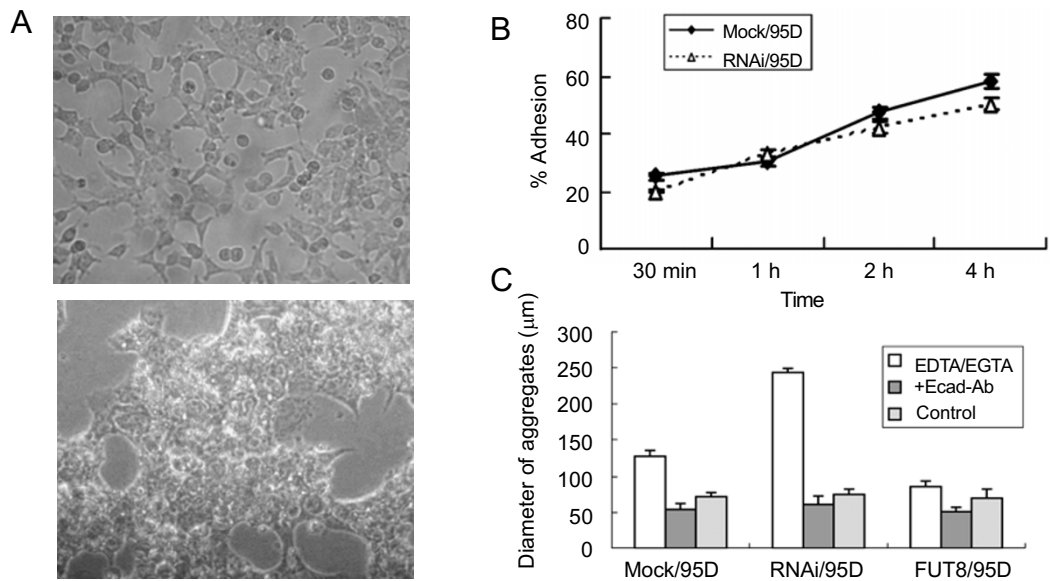 A
B
80
60
40
20
0
% Adhesion
Mock/95D
RNAi/95D
30 min 1 h 2 h 4 h
Time
C
300
250
200
150
100
50
0
Diameter of aggregates (μm)
EDTA/EGTA
+Ecad-Ab
Control
Mock/95D RNAi/95D FUT8/95D